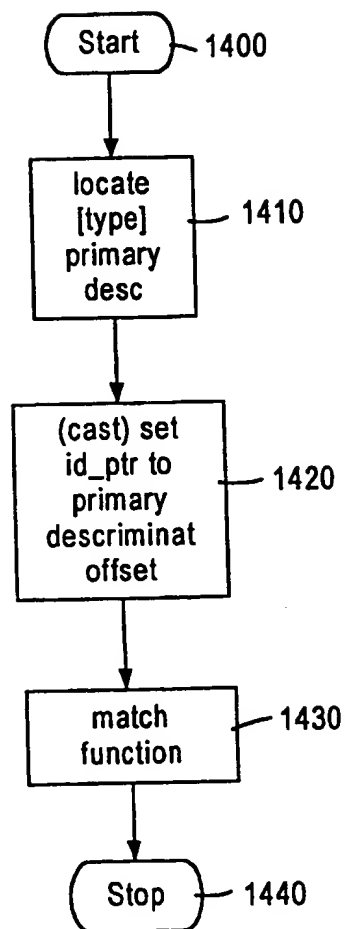 Start
1400
locate
[type]
primary
desc
1410
(cast) set
id_ptr to
primary
descriminat
offset
1420
match
function
1430
Stop
1440